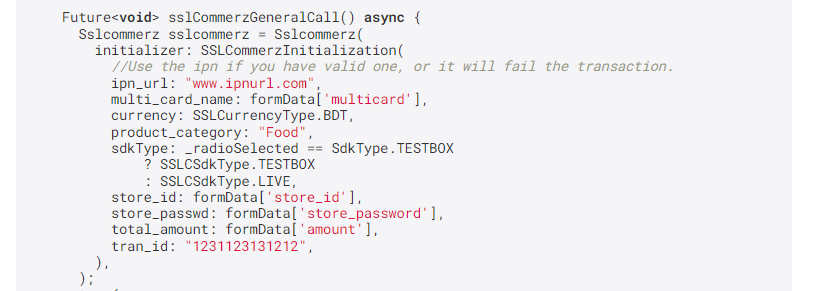 Future<void> sslCommerzGeneralCall() async {
Sslcommerz sslcommerz = Sslcommerz(
initializer: SSLCommerzInitialization(
//Use the ipn if you have valid one, or it will fail the transaction.
ipn_url: "www.ipnurl.com",
multi_card_name: formData['multicard'],
currency: SSLCurrencyType.BDT,
product_category: "Food",
sdkType: _radioSelected == SdkType.TESTBOX
? SSLCSdkType.TESTBOX
: SSLCSdkType.LIVE,
store_id: formData['store_id'],
store_passwd: formData['store_password'],
total_amount: formData['amount'],
tran_id: "1231123131212",
),
);